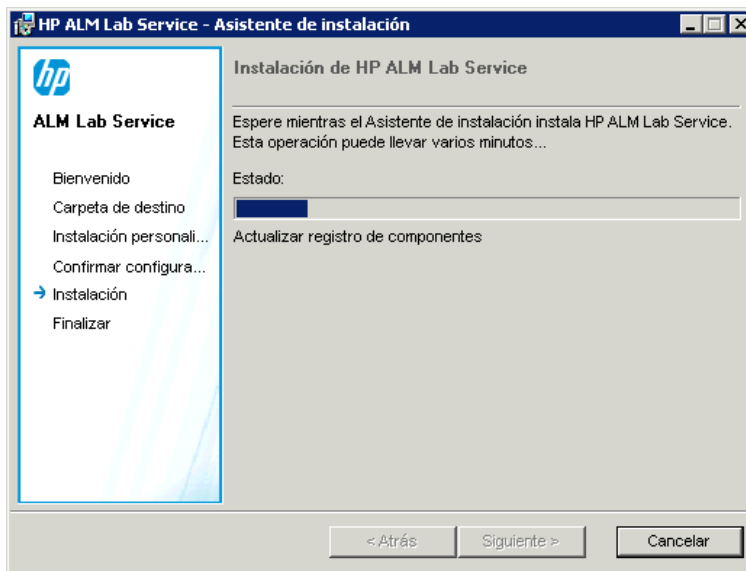 HP ALM Lab Service - Asistente de instalación
hp
ALM Lab Service
Bienvenido
Carpeta de destino
Instalación personali...
Confirmar configura...
Instalación
Finalizar
Instalación de HP ALM Lab Service
Espere mientras el Asistente de instalación instala HP ALM Lab Service.
Esta operación puede llevar varios minutos...
Estado:
Actualizar registro de componentes
< Atrás
Siguiente >
Cancelar